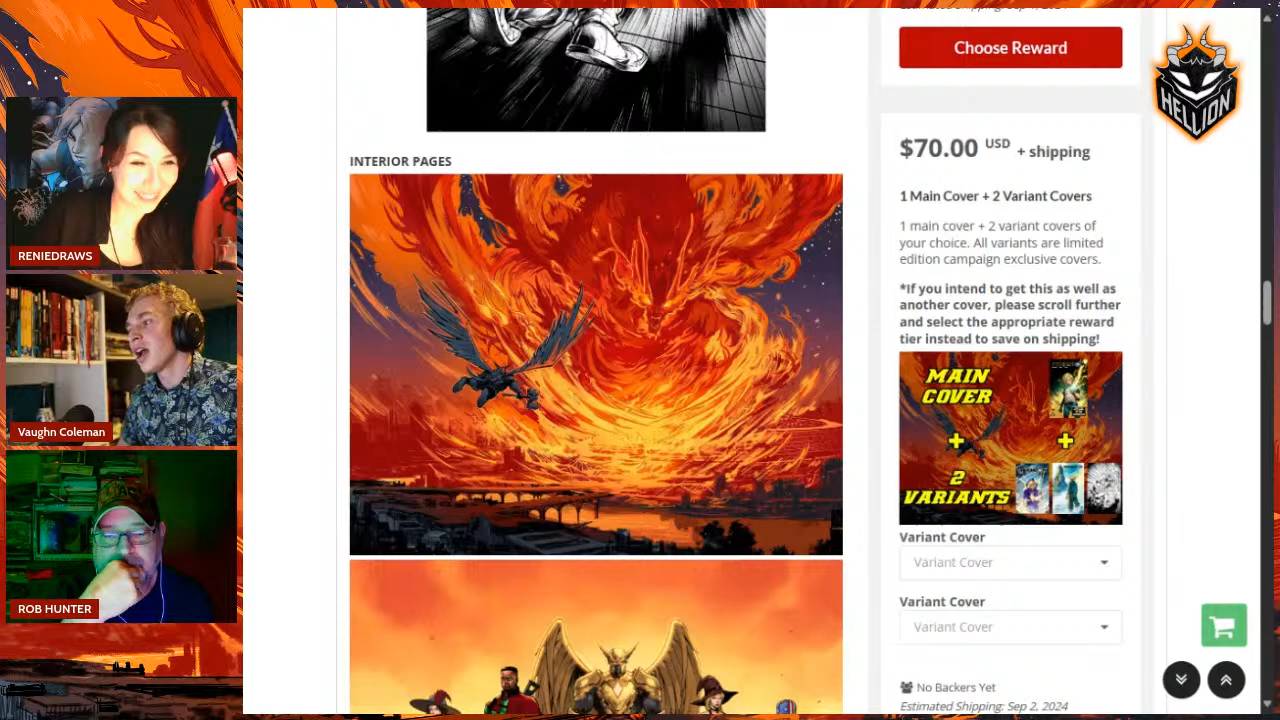 Choose Reward
HELLION
$70.00 USD + shipping
INTERIOR PAGES
1 Main Cover + 2 Variant Covers
1 main cover + 2 variant covers of
your choice. All variants are limited
edition campaign exclusive covers.
RENIEDRAWS
*If you intend to get this as well as
another cover, please scroll further
and select the appropriate reward
tier instead to save on shipping!
MAIN
COVER
+
+
2
VARIANTS
Vaughn Coleman
Variant Cover
Variant Cover
Variant Cover
Variant Cover
ROB HUNTER
No Backers Yet
Estimated Shipping: Sep 2, 2024